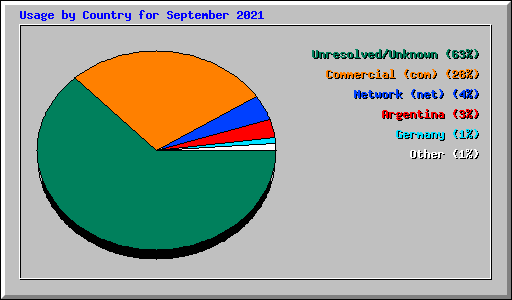 Usage by Country for September 2021
Unresolved/Unknown (63%)
Commercial (com) (28%)
Network (net) (4%)
Argentina (3%)
Germany (1%)
Other (1%)